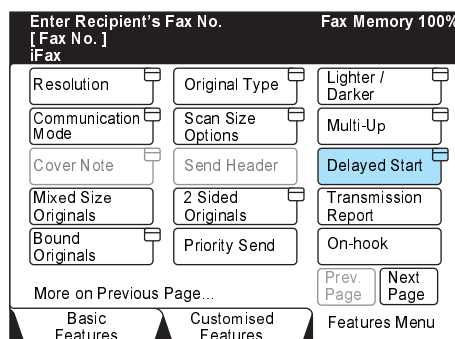 Enter Recipient's Fax No. Fax Memory 100%
[ Fax No. ]
iFax
Resolution Original Type Lighter /
Darker
Communication Mode Scan Size Options Multi-Up
Cover Note Send Header Delayed Start
Mixed Size Originals 2 Sided Originals Transmission Report
Bound Originals Priority Send On-hook
More on Previous Page... Prev. Page Next Page
Basic Features Customised Features Features Menu